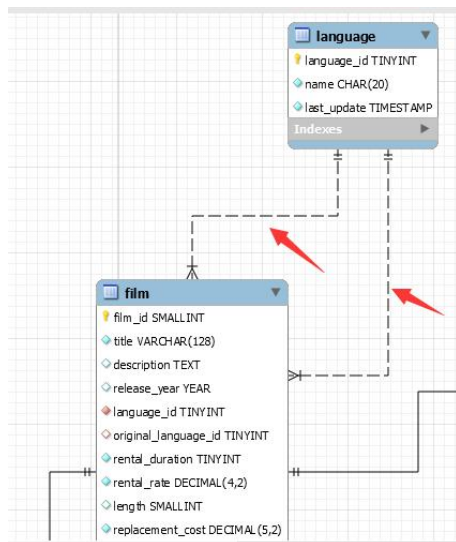 language
language_id TINYINT
name CHAR(20)
last_update TIMESTAMP
Indexes
film
film_id SMALLINT
title VARCHAR(128)
description TEXT
release_year YEAR
language_id TINYINT
original_language_id TINYINT
rental_duration TINYINT
rental_rate DECIMAL(4,2)
length SMALLINT
replacement_cost DECIMAL(5,2)